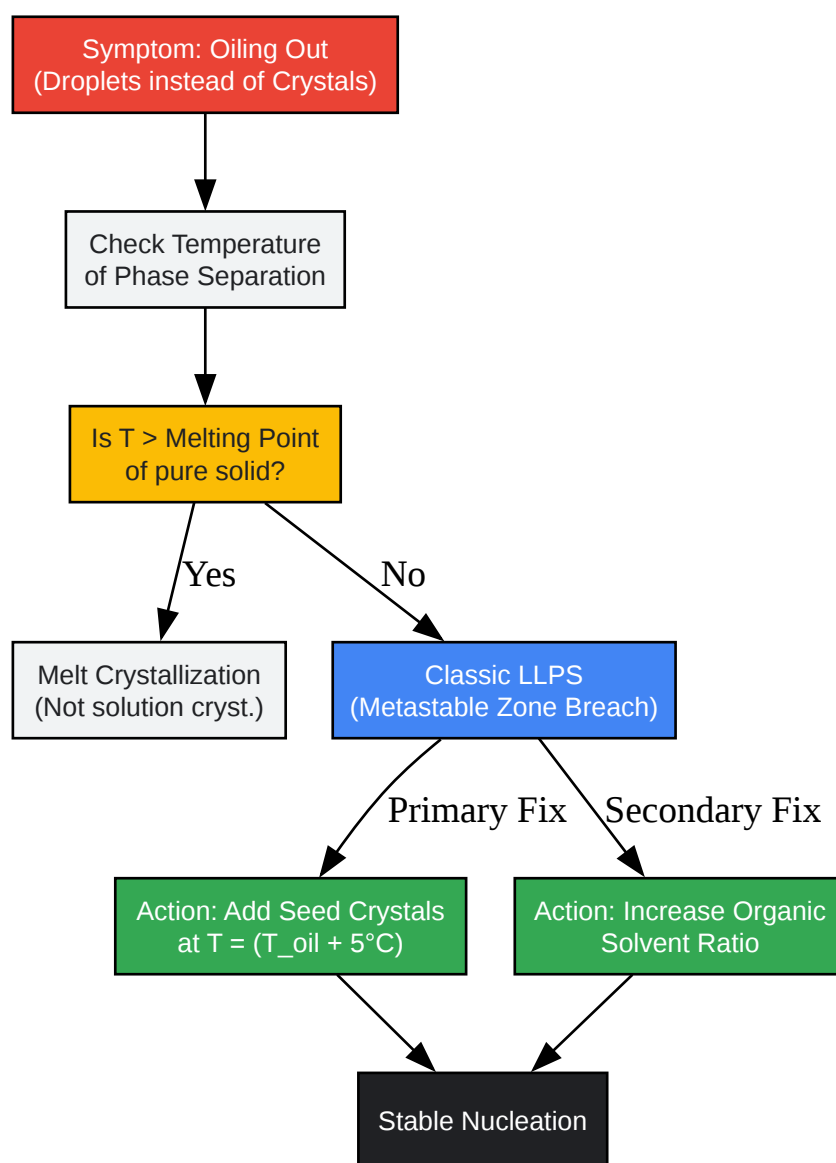 Symptom: Oiling Out
(Droplets instead of Crystals)
Check Temperature
of Phase Separation
Is T > Melting Point
of pure solid?
Yes
No
Melt Crystallization
(Not solution cryst.)
Classic LLPS
(Metastable Zone Breach)
Primary Fix
Secondary Fix
Action: Add Seed Crystals
at T = (T_oil + 5°C)
Action: Increase Organic
Solvent Ratio
Stable Nucleation